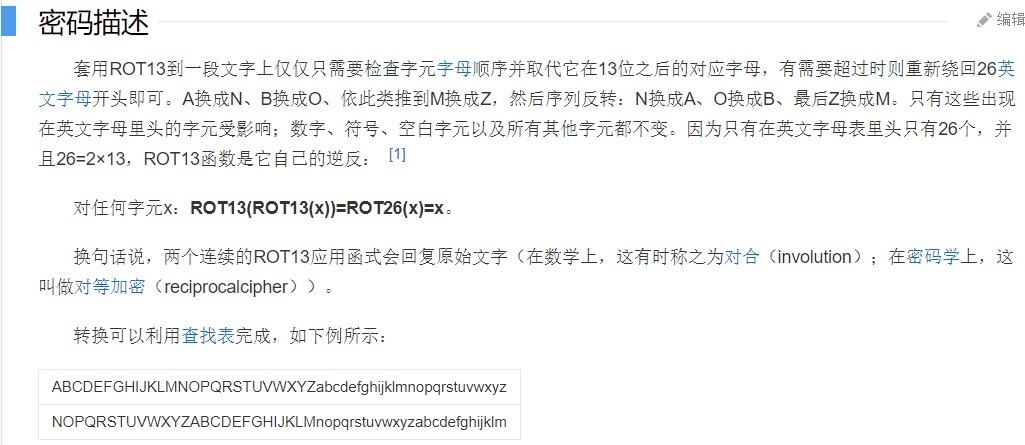 密码描述
编辑
套用ROT13到一段文字上仅仅只需要检查字元字母顺序并取代它在13位之后的对应字母，有需要超过时则重新绕回26英
文字母开头即可。A换成N、B换成O、依此类推到M换成Z，然后序列反转：N换成A、O换成B、最后Z换成M。只有这些出现
在英文字母里头的字元受影响；数字、符号、空白字元以及所有其他字元都不变。因为只有在英文字母表里头只有26个，并
且26=2×13，ROT13函数是它自己的逆反： [1]
对任何字元x：ROT13(ROT13(x))=ROT26(x)=x。
换句话说，两个连续的ROT13应用函式会回复原始文字（在数学上，这有时称之为对合（involution）；在密码学上，这
叫做对等加密（reciprocalcipher））。
转换可以利用查找表完成，如下例所示：
ABCDEFGHIJKLMNOPQRSTUVWXYZabcdefghijklmnopqrstuvwxyz
NOPQRSTUVWXYZABCDEFGHIJKLMnopqrstuvwxyzabcdefghijklm